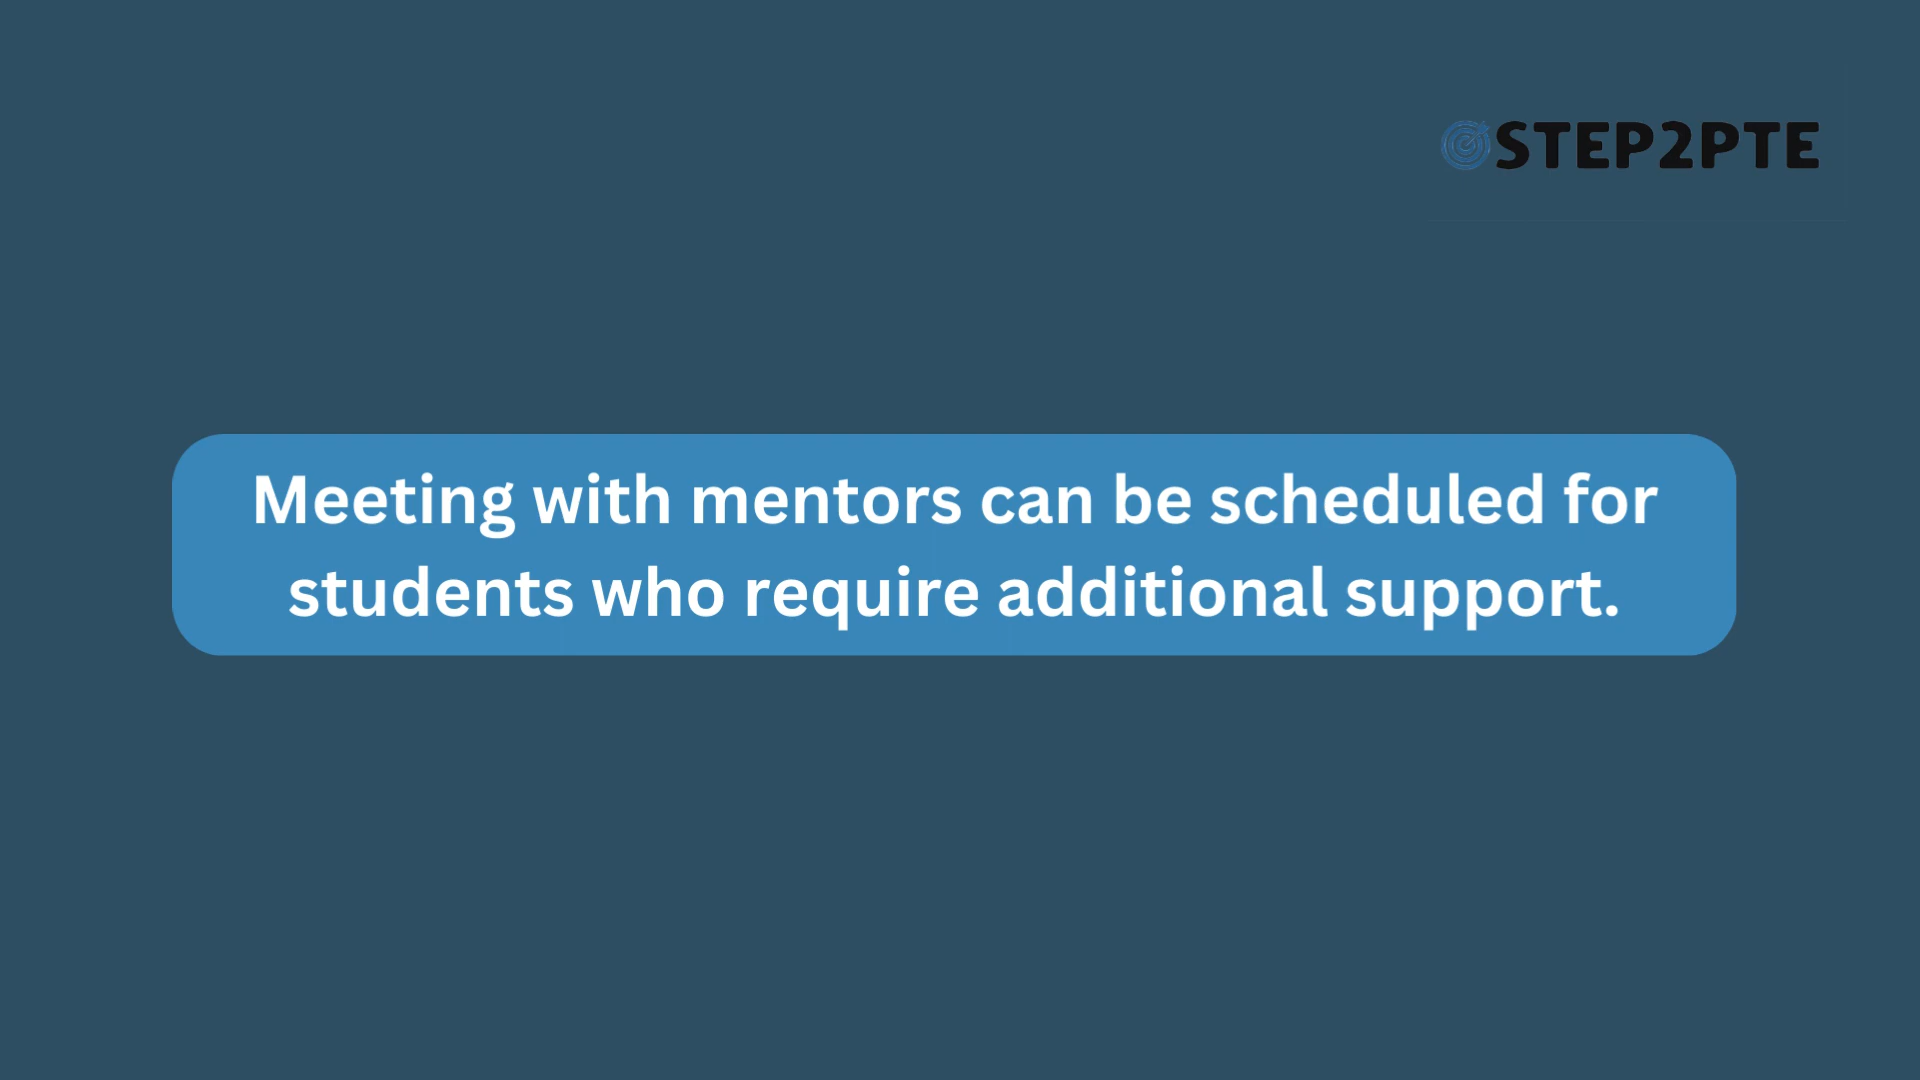 STEP2PTE
Meeting with mentors can be scheduled for
students who require additional support.